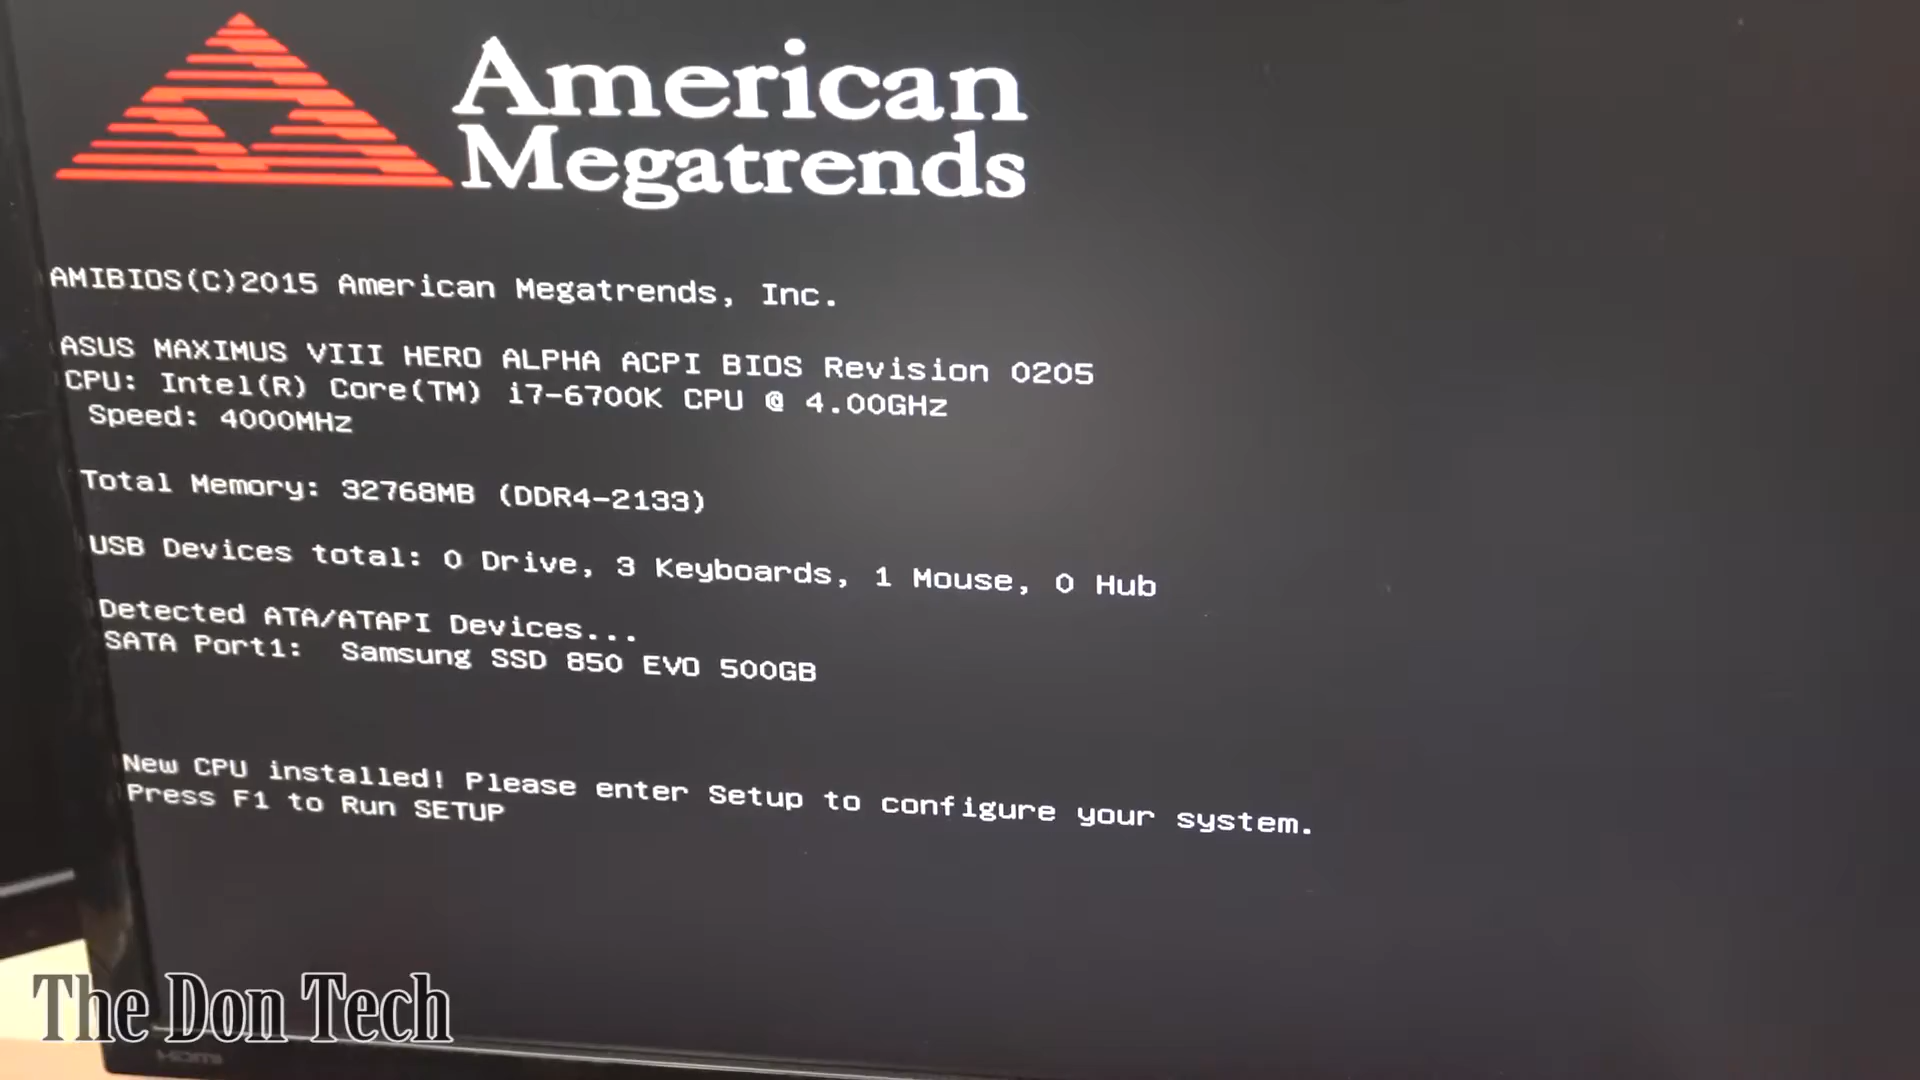 American
Megatrends
AMIBIOS(C)2015 American Megatrends, Inc.
ASUS MAXIMUS VIII HERO ALPHA ACPI BIOS Revision 0205
CPU: Intel(R) Core(TM) i7-6700K CPU @ 4.00GHz
Speed: 4000MHz
Total Memory: 32768MB (DDR4-2133)
USB Devices total: 0 Drive, 3 Keyboards, 1 Mouse, 0 Hub
Detected ATA/ATAPI Devices...
SATA Port1: Samsung SSD 850 EVO 500GB
New CPU installed! Please enter Setup to configure your system.
Press F1 to Run SETUP
The Don Tech
HDMI